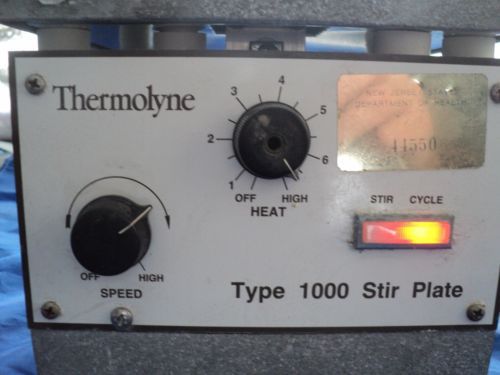 Thermolyne
NEW JERSEY STATE
DEPARTMENT OF HEALTH
44550
1
2
3
4
5
6
OFF
HIGH
HEAT
STIR CYCLE
OFF
HIGH
SPEED
Type 1000 Stir Plate